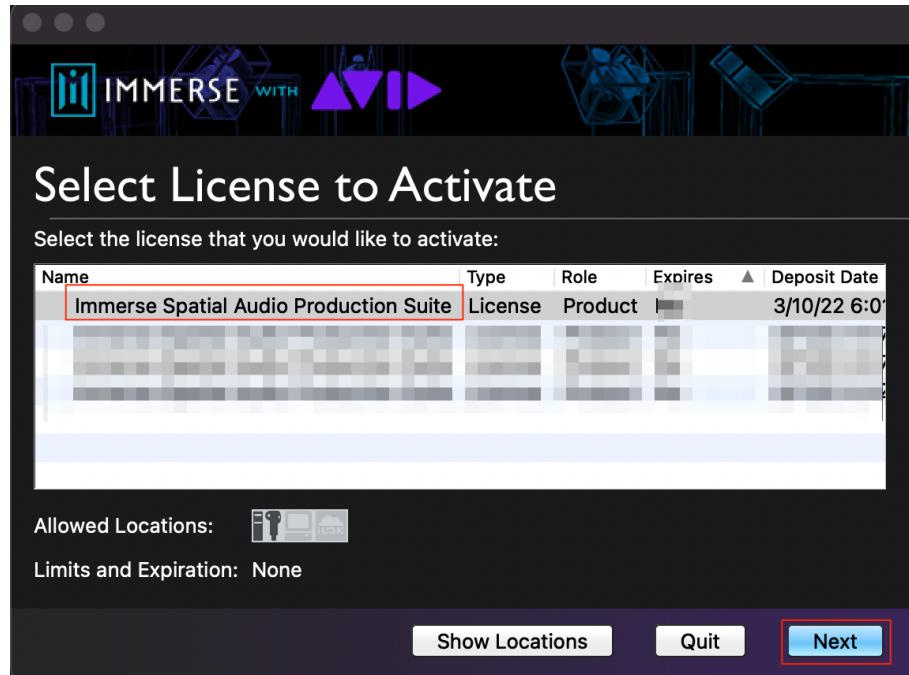 IMMERSE WITH AVID
Select License to Activate
Select the license that you would like to activate:
Name Type Role Expires Deposit Date
Immerse Spatial Audio Production Suite License Product 3/10/22 6:0
Allowed Locations:
Limits and Expiration: None
Show Locations Quit Next